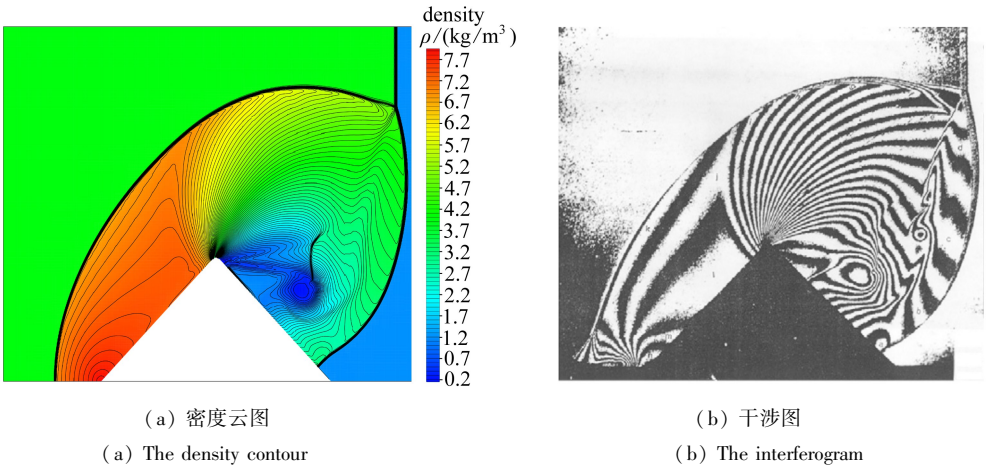 density
ρ/(kg/m³)
7.7
7.2
6.7
6.2
5.2
5.7
4.7
4.2
3.7
3.2
2.7
2.2
1.7
1.2
0.7
0.2
(a) 密度云图
(a) The density contour
(b) 干涉图
(b) The interferogram